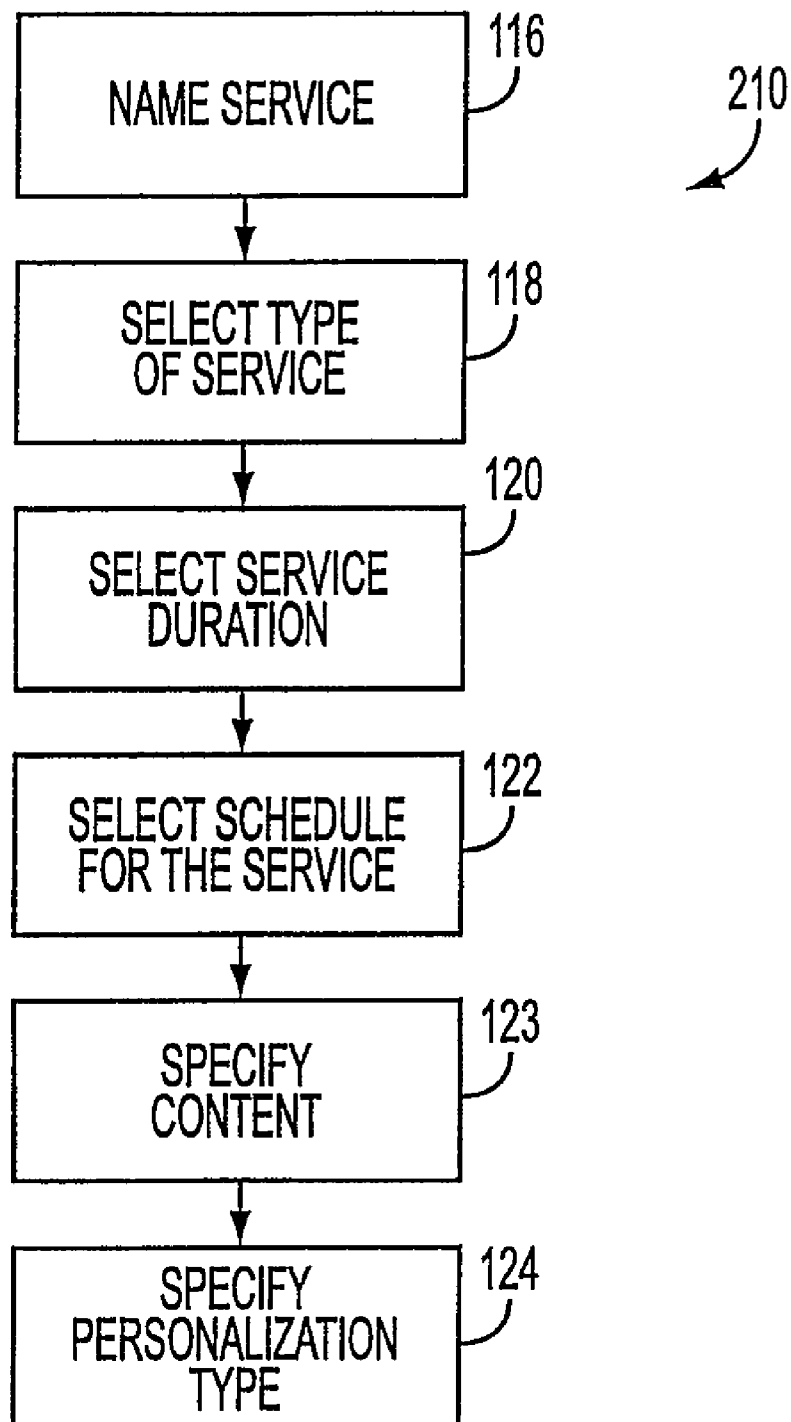 116
NAME SERVICE
210
118
SELECT TYPE
OF SERVICE
120
SELECT SERVICE
DURATION
122
SELECT SCHEDULE
FOR THE SERVICE
123
SPECIFY
CONTENT
124
SPECIFY
PERSONALIZATION
TYPE